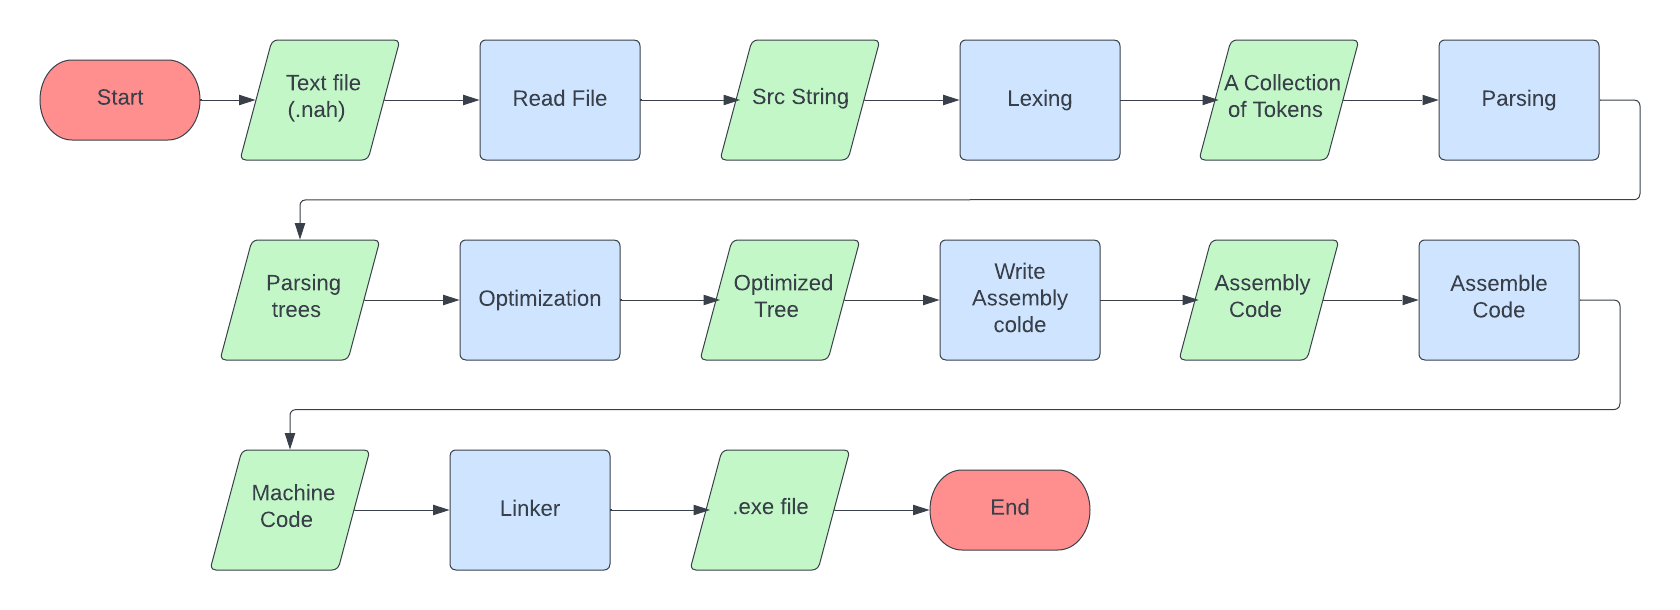 Start
Text file
(.nah)
Read File
Src String
Lexing
A Collection
of Tokens
Parsing
Parsing
trees
Optimization
Optimized
Tree
Write
Assembly
colde
Assembly
Code
Assemble
Code
Machine
Code
Linker
.exe file
End